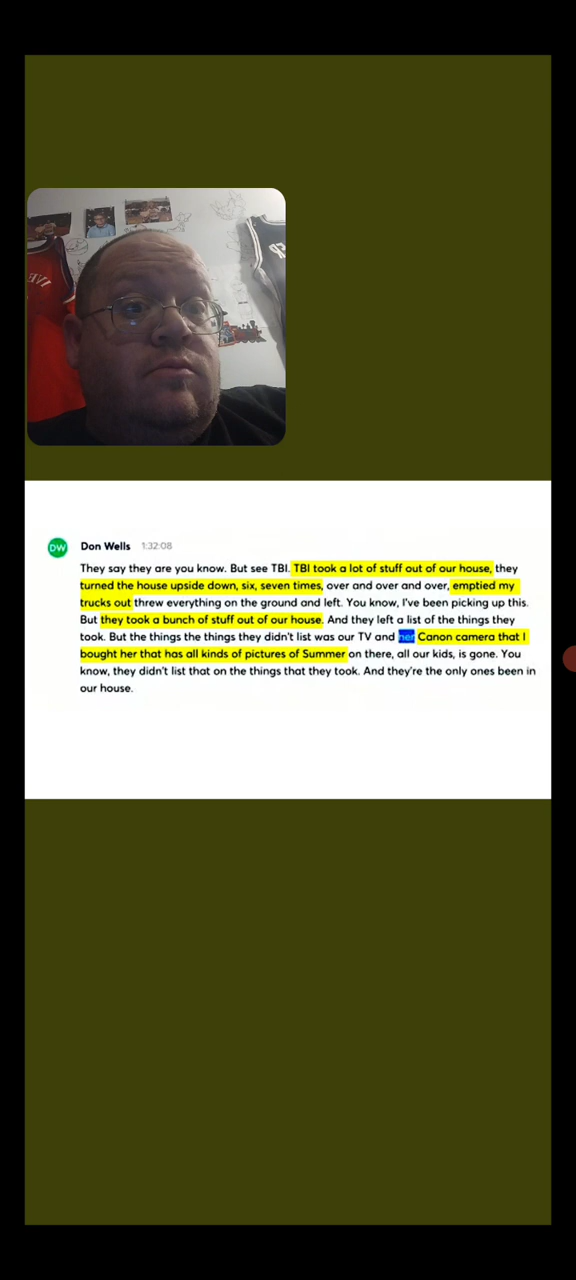 DW Don Wells 1:32:08
They say they are you know. But see TBI. TBI took a lot of stuff out of our house, they
turned the house upside down, six, seven times, over and over and over, emptied my
trucks out threw everything on the ground and left. You know, I've been picking up this.
But they took a bunch of stuff out of our house. And they left a list of the things they
took. But the things the things they didn't list was our TV and her Canon camera that I
bought her that has all kinds of pictures of Summer on there, all our kids, is gone. You
know, they didn't list that on the things that they took. And they're the only ones been in
our house.